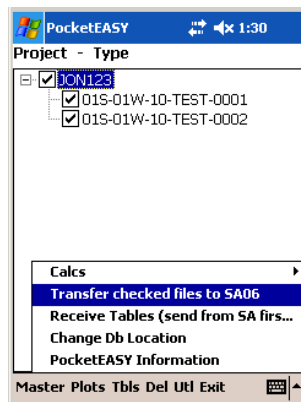 PocketEASY 1:30
Project - Type
JON123
01S-01W-10-TEST-0001
01S-01W-10-TEST-0002
Calcs
Transfer checked files to SA06
Receive Tables (send from SA firs...
Change Db Location
PocketEASY Information
Master Plots Tbls Del Utl Exit